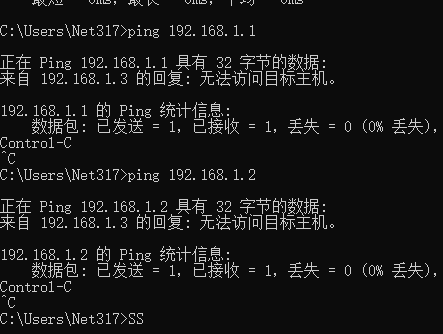 C:\Users\Net317>ping 192.168.1.1
正在 Ping 192.168.1.1 具有 32 字节的数据:
来自 192.168.1.3 的回复: 无法访问目标主机。
192.168.1.1 的 Ping 统计信息:
数据包: 已发送 = 1，已接收 = 1，丢失 = 0 (0% 丢失)，
Control-C
^C
C:\Users\Net317>ping 192.168.1.2
正在 Ping 192.168.1.2 具有 32 字节的数据:
来自 192.168.1.3 的回复: 无法访问目标主机。
192.168.1.2 的 Ping 统计信息:
数据包: 已发送 = 1，已接收 = 1，丢失 = 0 (0% 丢失)，
Control-C
^C
C:\Users\Net317>SS